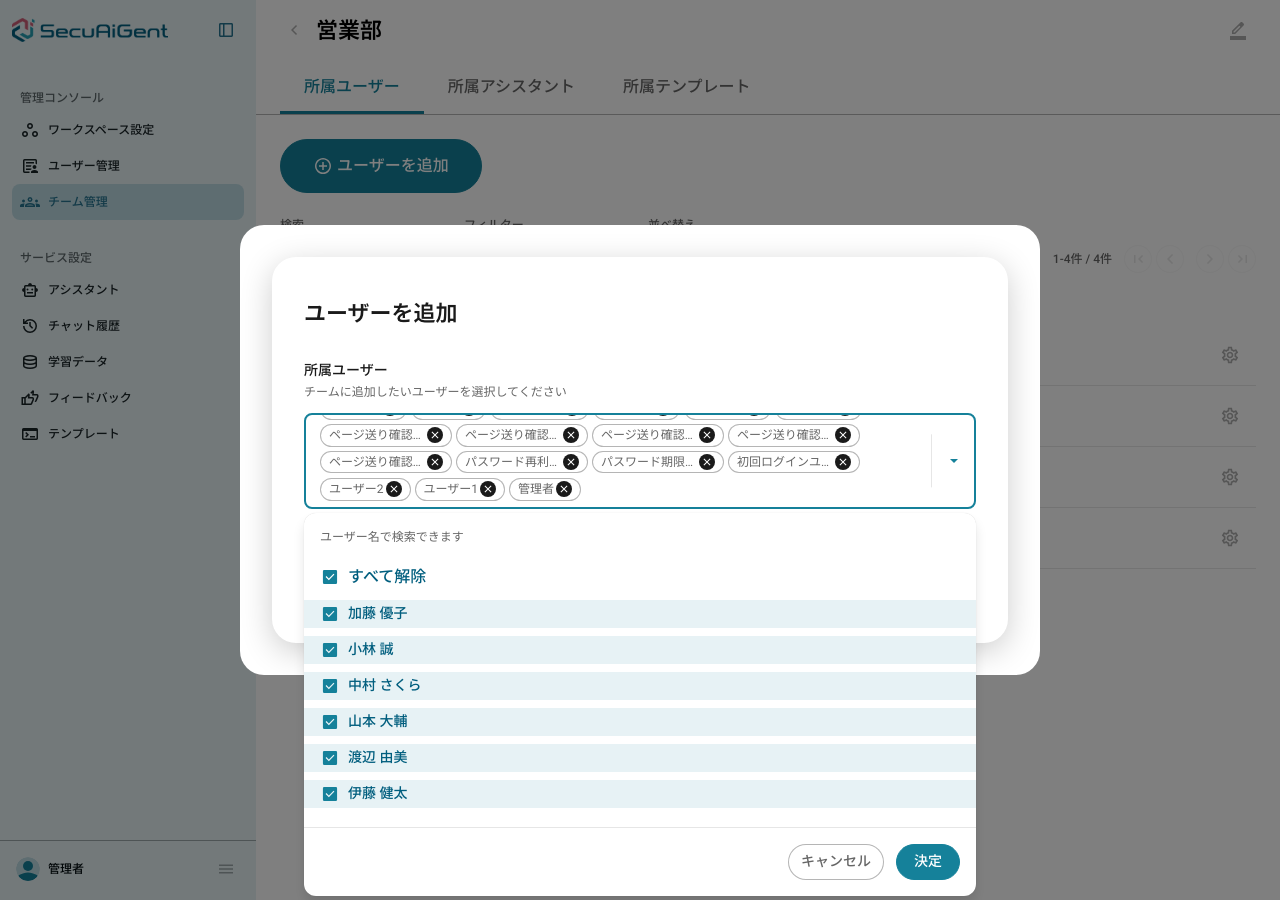 SecuAiGent
営業部
所属ユーザー
所属アシスタント
所属テンプレート
管理コンソール
ワークスペース設定
ユーザー管理
チーム管理
サービス設定
アシスタント
チャット履歴
学習データ
フィードバック
テンプレート
管理者
ユーザーを追加
検索
フィルター
並べ替え
1-4件 / 4件
ユーザーを追加
所属ユーザー
チームに追加したいユーザーを選択してください
ページ送り確認... ページ送り確認... ページ送り確認... ページ送り確認...
ページ送り確認... パスワード再利... パスワード期限... 初回ログインユ...
ユーザー2 ユーザー1 管理者
ユーザー名で検索できます
すべて解除
加藤 優子
小林 誠
中村 さくら
山本 大輔
渡辺 由美
伊藤 健太
キャンセル
決定